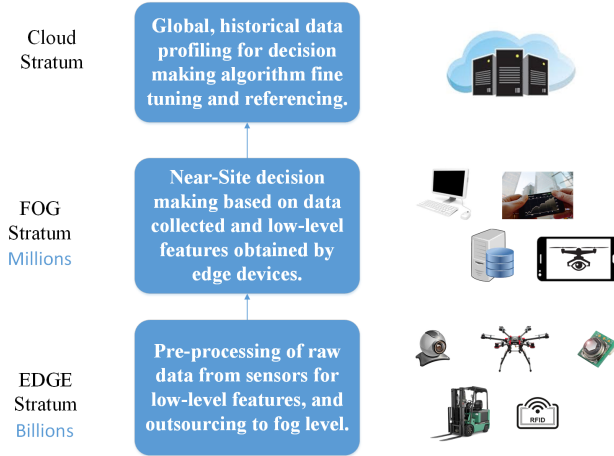 Cloud
Stratum
Global, historical data
profiling for decision
making algorithm fine
tuning and referencing.
FOG
Stratum
Millions
Near-Site decision
making based on data
collected and low-level
features obtained by
edge devices.
EDGE
Stratum
Billions
Pre-processing of raw
data from sensors for
low-level features, and
outsourcing to fog level.
RFID